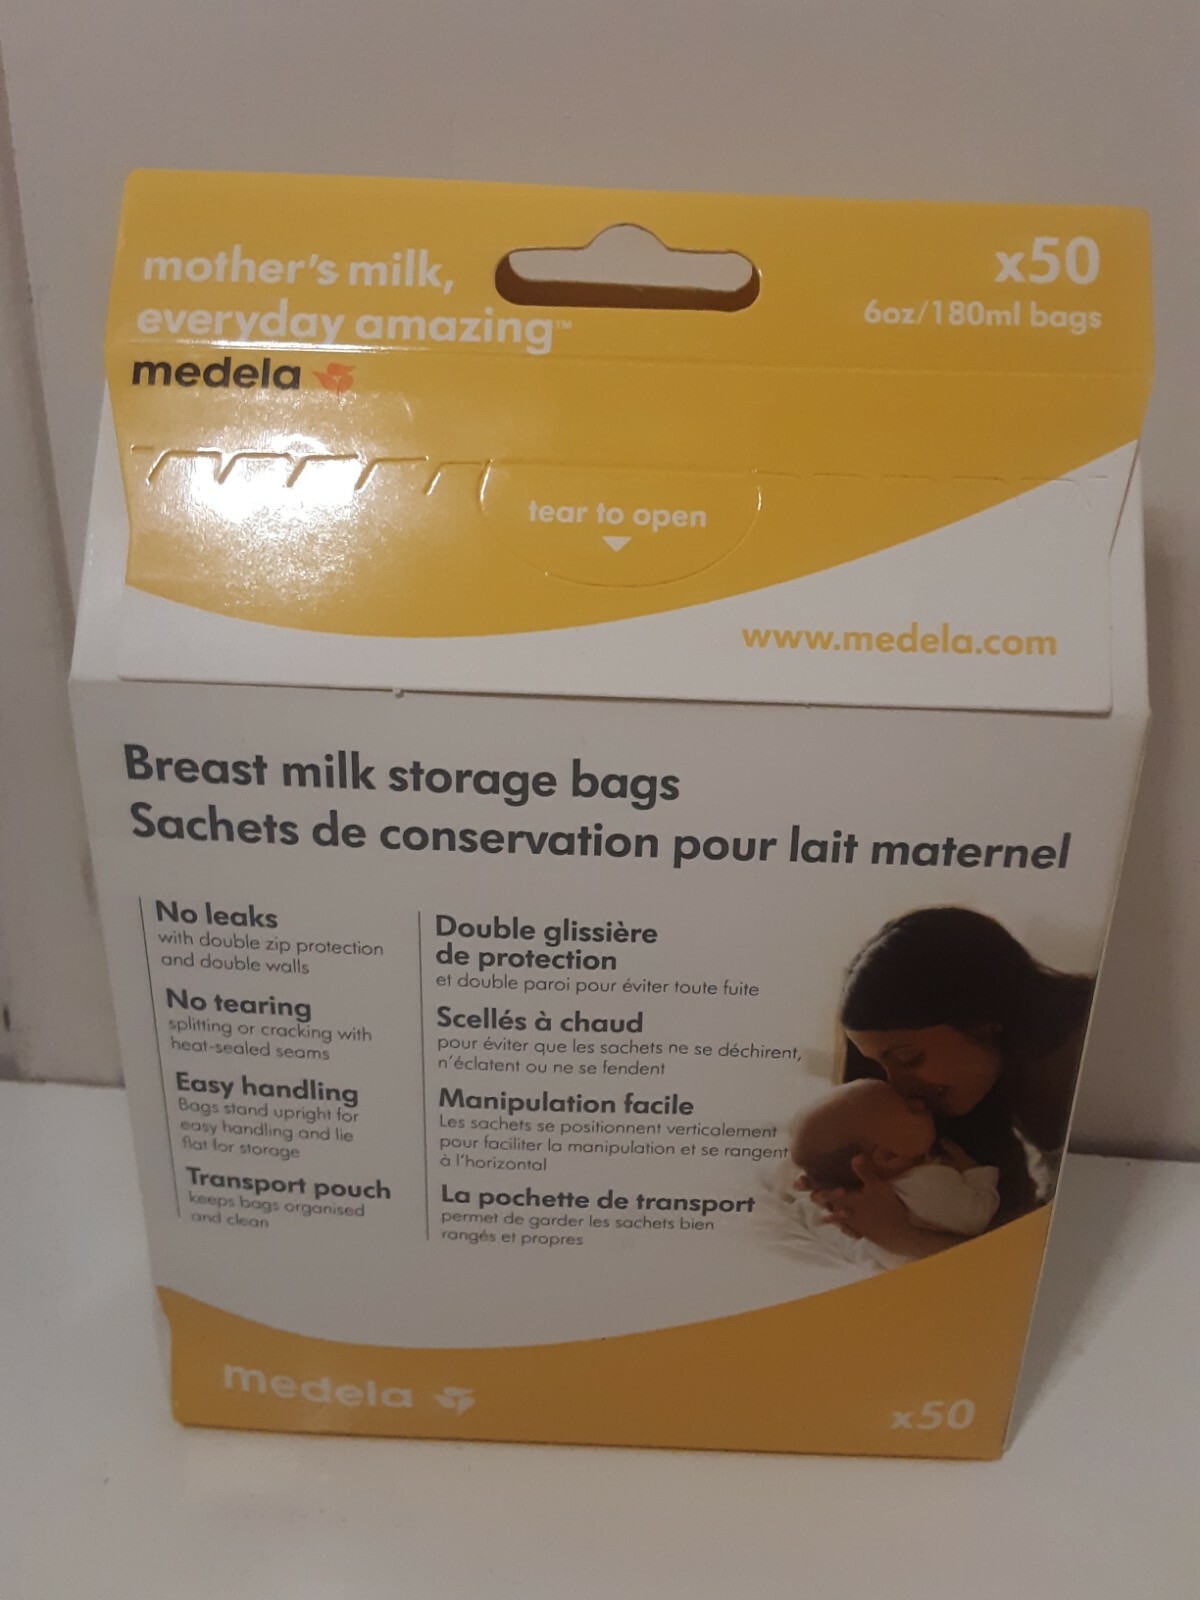 mother's milk,
everyday amazing™
medela
x50
6oz/180ml bags
tear to open
www.medela.com
Breast milk storage bags
Sachets de conservation pour lait maternel
No leaks
with double zip protection
and double walls
No tearing
splitting or cracking with
heat-sealed seams
Easy handling
Bags stand upright for
easy handling and lie
flat for storage
Transport pouch
keeps bags organised
and clean
Double glissière
de protection
et double paroi pour éviter toute fuite
Scellés à chaud
pour éviter que les sachets ne se déchirent,
n'éclatent ou ne se fendent
Manipulation facile
Les sachets se positionnent verticalement
pour faciliter la manipulation et se rangent
à l'horizontal
La pochette de transport
permet de garder les sachets bien
rangés et propres
medela
x50